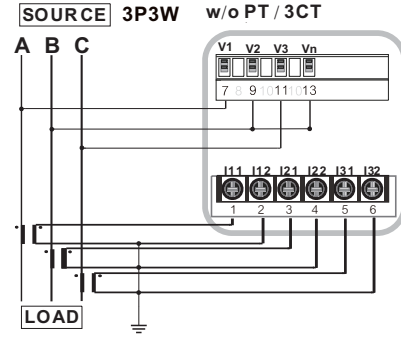 SOURCE 3P3W w/o PT / 3CT
A B C
V1 V2 V3 Vn
7 8 9 10 11 10 13
I11 I12 I21 I22 I31 I32
1 2 3 4 5 6
LOAD